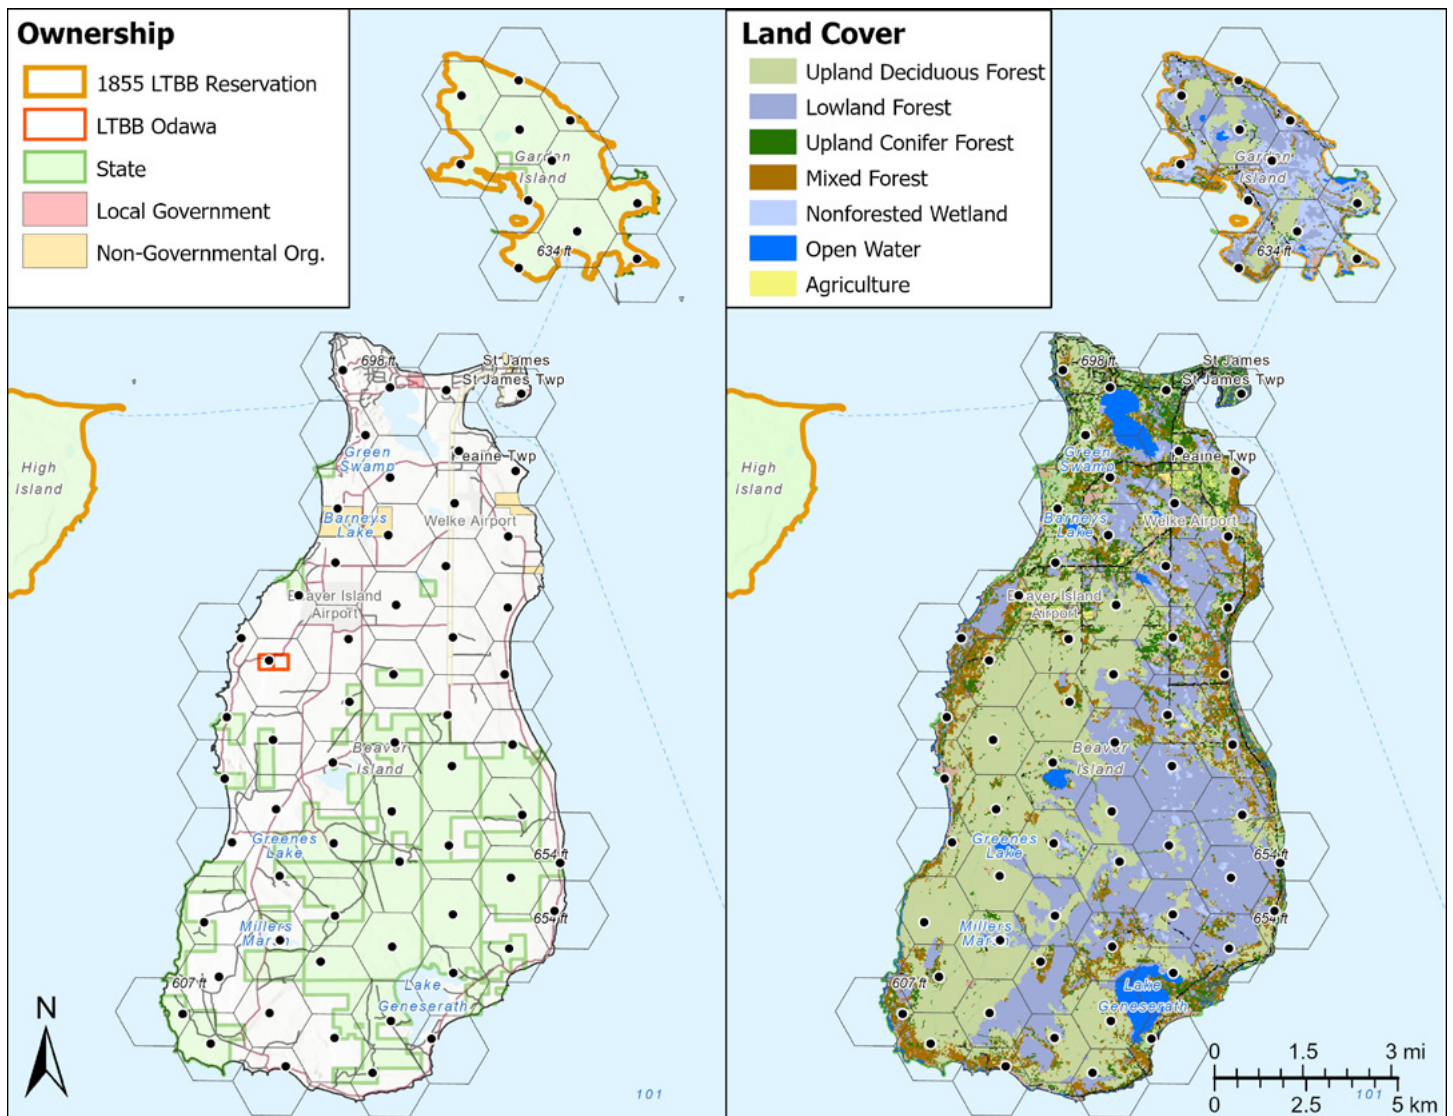 Ownership
1855 LTBB Reservation
LTBB Odawa
State
Local Government
Non-Governmental Org.
Garden
Island
634 ft
698 ft
St James
St James Twp
High
Island
Green
Swamp
Peaine Twp
Barneys
Lake
Welke Airport
Beaver Island
Airport
Beaver
Island
Greenes
Lake
654 ft
654 ft
Millers
Marsh
607 ft
Lake
Geneserath
N
101
Land Cover
Upland Deciduous Forest
Lowland Forest
Upland Conifer Forest
Mixed Forest
Nonforested Wetland
Open Water
Agriculture
Garden
Island
634 ft
698 ft
St James
St James Twp
High
Island
Green
Swamp
Peaine Twp
Barneys
Lake
Welke Airport
Beaver Island
Airport
Beaver
Island
Greenes
Lake
654 ft
654 ft
Millers
Marsh
607 ft
Lake
Geneserath
0 1.5 3 mi
0 2.5 5 km
101